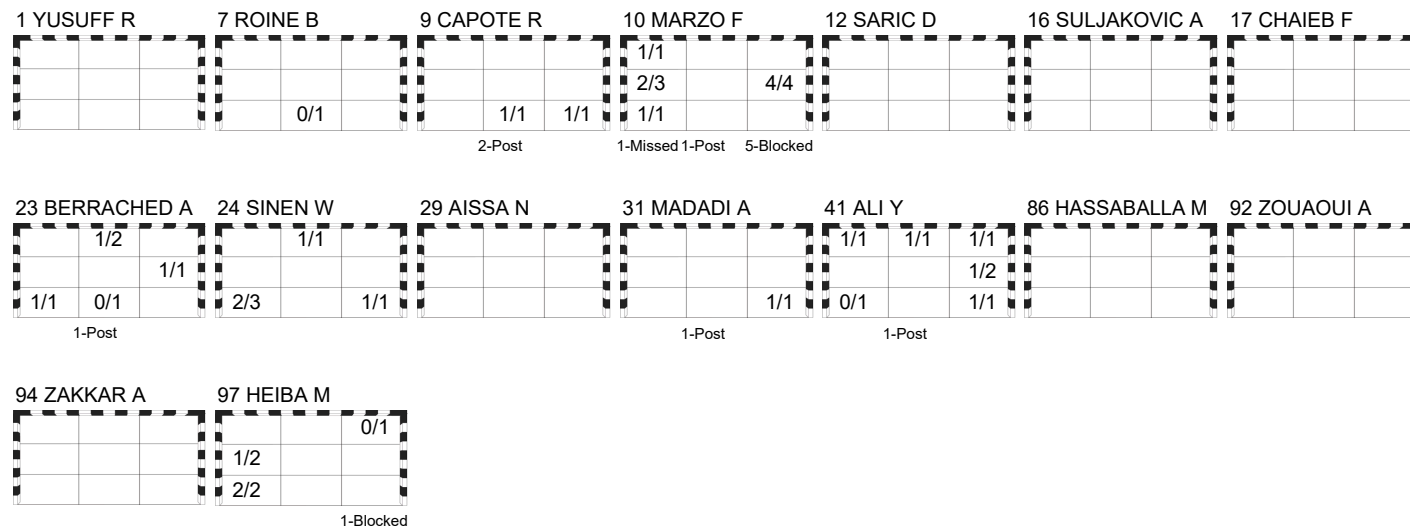 1 YUSUFF R 7 ROINE B 9 CAPOTE R 10 MARZO F 12 SARIC D 16 SULJAKOVIC A 17 CHAIEB F
1/1
2/3 4/4
0/1 1/1 1/1 1/1
2-Post 1-Missed 1-Post 5-Blocked
23 BERRACHED A 24 SINEN W 29 AISSA N 31 MADADI A 41 ALI Y 86 HASSABALLA M 92 ZOUAOUI A
1/2 1/1 1/1 1/1 1/1
1/1 1/2
1/1 0/1 2/3 1/1 1/1 0/1 1/1
1-Post 1-Post 1-Post
94 ZAKKAR A 97 HEIBA M
0/1
1/2
2/2
1-Blocked